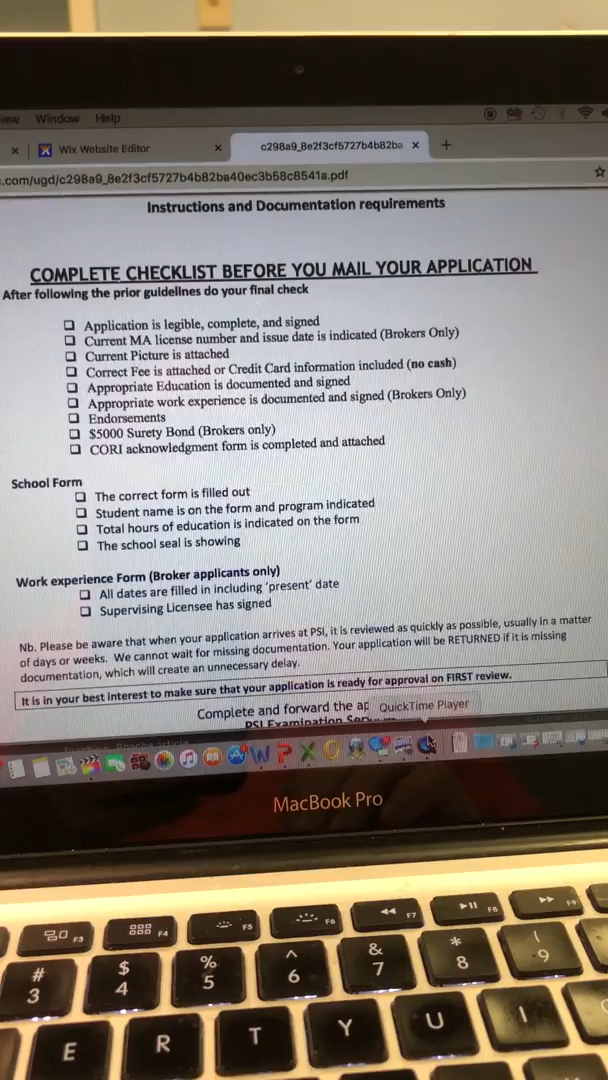 iew Window Help
× Wix Website Editor × c298a9_8e2f3cf5727b4b82ba × +
s.com/ugd/c298a9_8e2f3cf5727b4b82ba40ec3b58c8541a.pdf
Instructions and Documentation requirements
COMPLETE CHECKLIST BEFORE YOU MAIL YOUR APPLICATION
After following the prior guidelines do your final check
❑ Application is legible, complete, and signed
❑ Current MA license number and issue date is indicated (Brokers Only)
❑ Current Picture is attached
❑ Correct Fee is attached or Credit Card information included (no cash)
❑ Appropriate Education is documented and signed
❑ Appropriate work experience is documented and signed (Brokers Only)
❑ Endorsements
❑ $5000 Surety Bond (Brokers only)
❑ CORI acknowledgment form is completed and attached
School Form
❑ The correct form is filled out
❑ Student name is on the form and program indicated
❑ Total hours of education is indicated on the form
❑ The school seal is showing
Work experience Form (Broker applicants only)
❑ All dates are filled in including ‘present’ date
❑ Supervising Licensee has signed
Nb. Please be aware that when your application arrives at PSI, it is reviewed as quickly as possible, usually in a matter
of days or weeks. We cannot wait for missing documentation. Your application will be RETURNED if it is missing
documentation, which will create an unnecessary delay.
It is in your best interest to make sure that your application is ready for approval on FIRST review.
Complete and forward the ap QuickTime Player
PSI Examination
MacBook Pro
F3 F4 F5 F6 F7 F8 F9
# $ % ^ & * (
3 4 5 6 7 8 9
E R T Y U I